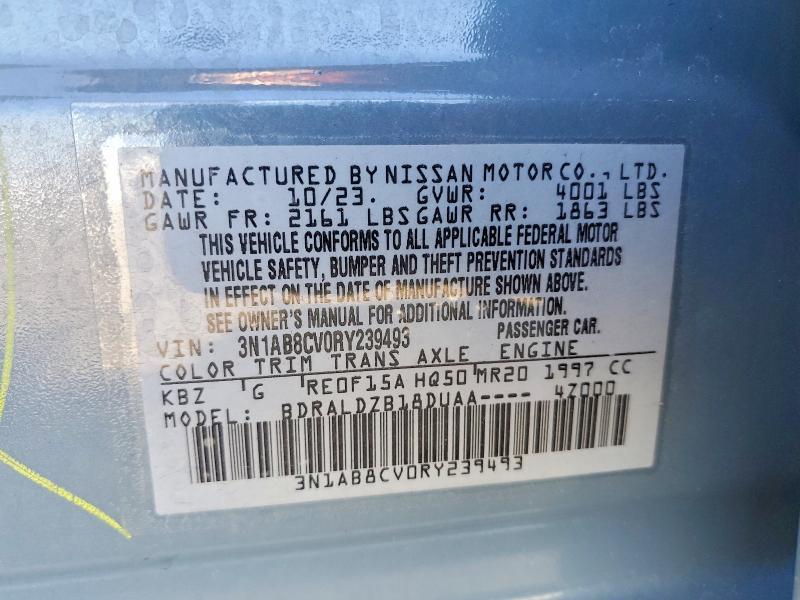 MANUFACTURED BY NISSAN MOTOR CO., LTD.
DATE: 10/23. GVWR: 4001 LBS
GAWR FR: 2161 LBS GAWR RR: 1863 LBS
THIS VEHICLE CONFORMS TO ALL APPLICABLE FEDERAL MOTOR
VEHICLE SAFETY, BUMPER AND THEFT PREVENTION STANDARDS
IN EFFECT ON THE DATE OF MANUFACTURE SHOWN ABOVE.
SEE OWNER'S MANUAL FOR ADDITIONAL INFORMATION.
VIN: 3N1AB8CV0RY239493 PASSENGER CAR.
COLOR TRIM TRANS AXLE ENGINE
KBZ G RE0F15A HQ50 MR20 1997 CC
MODEL: BDRALDZB18DUAA---- 4Z000
3N1AB8CV0RY239493